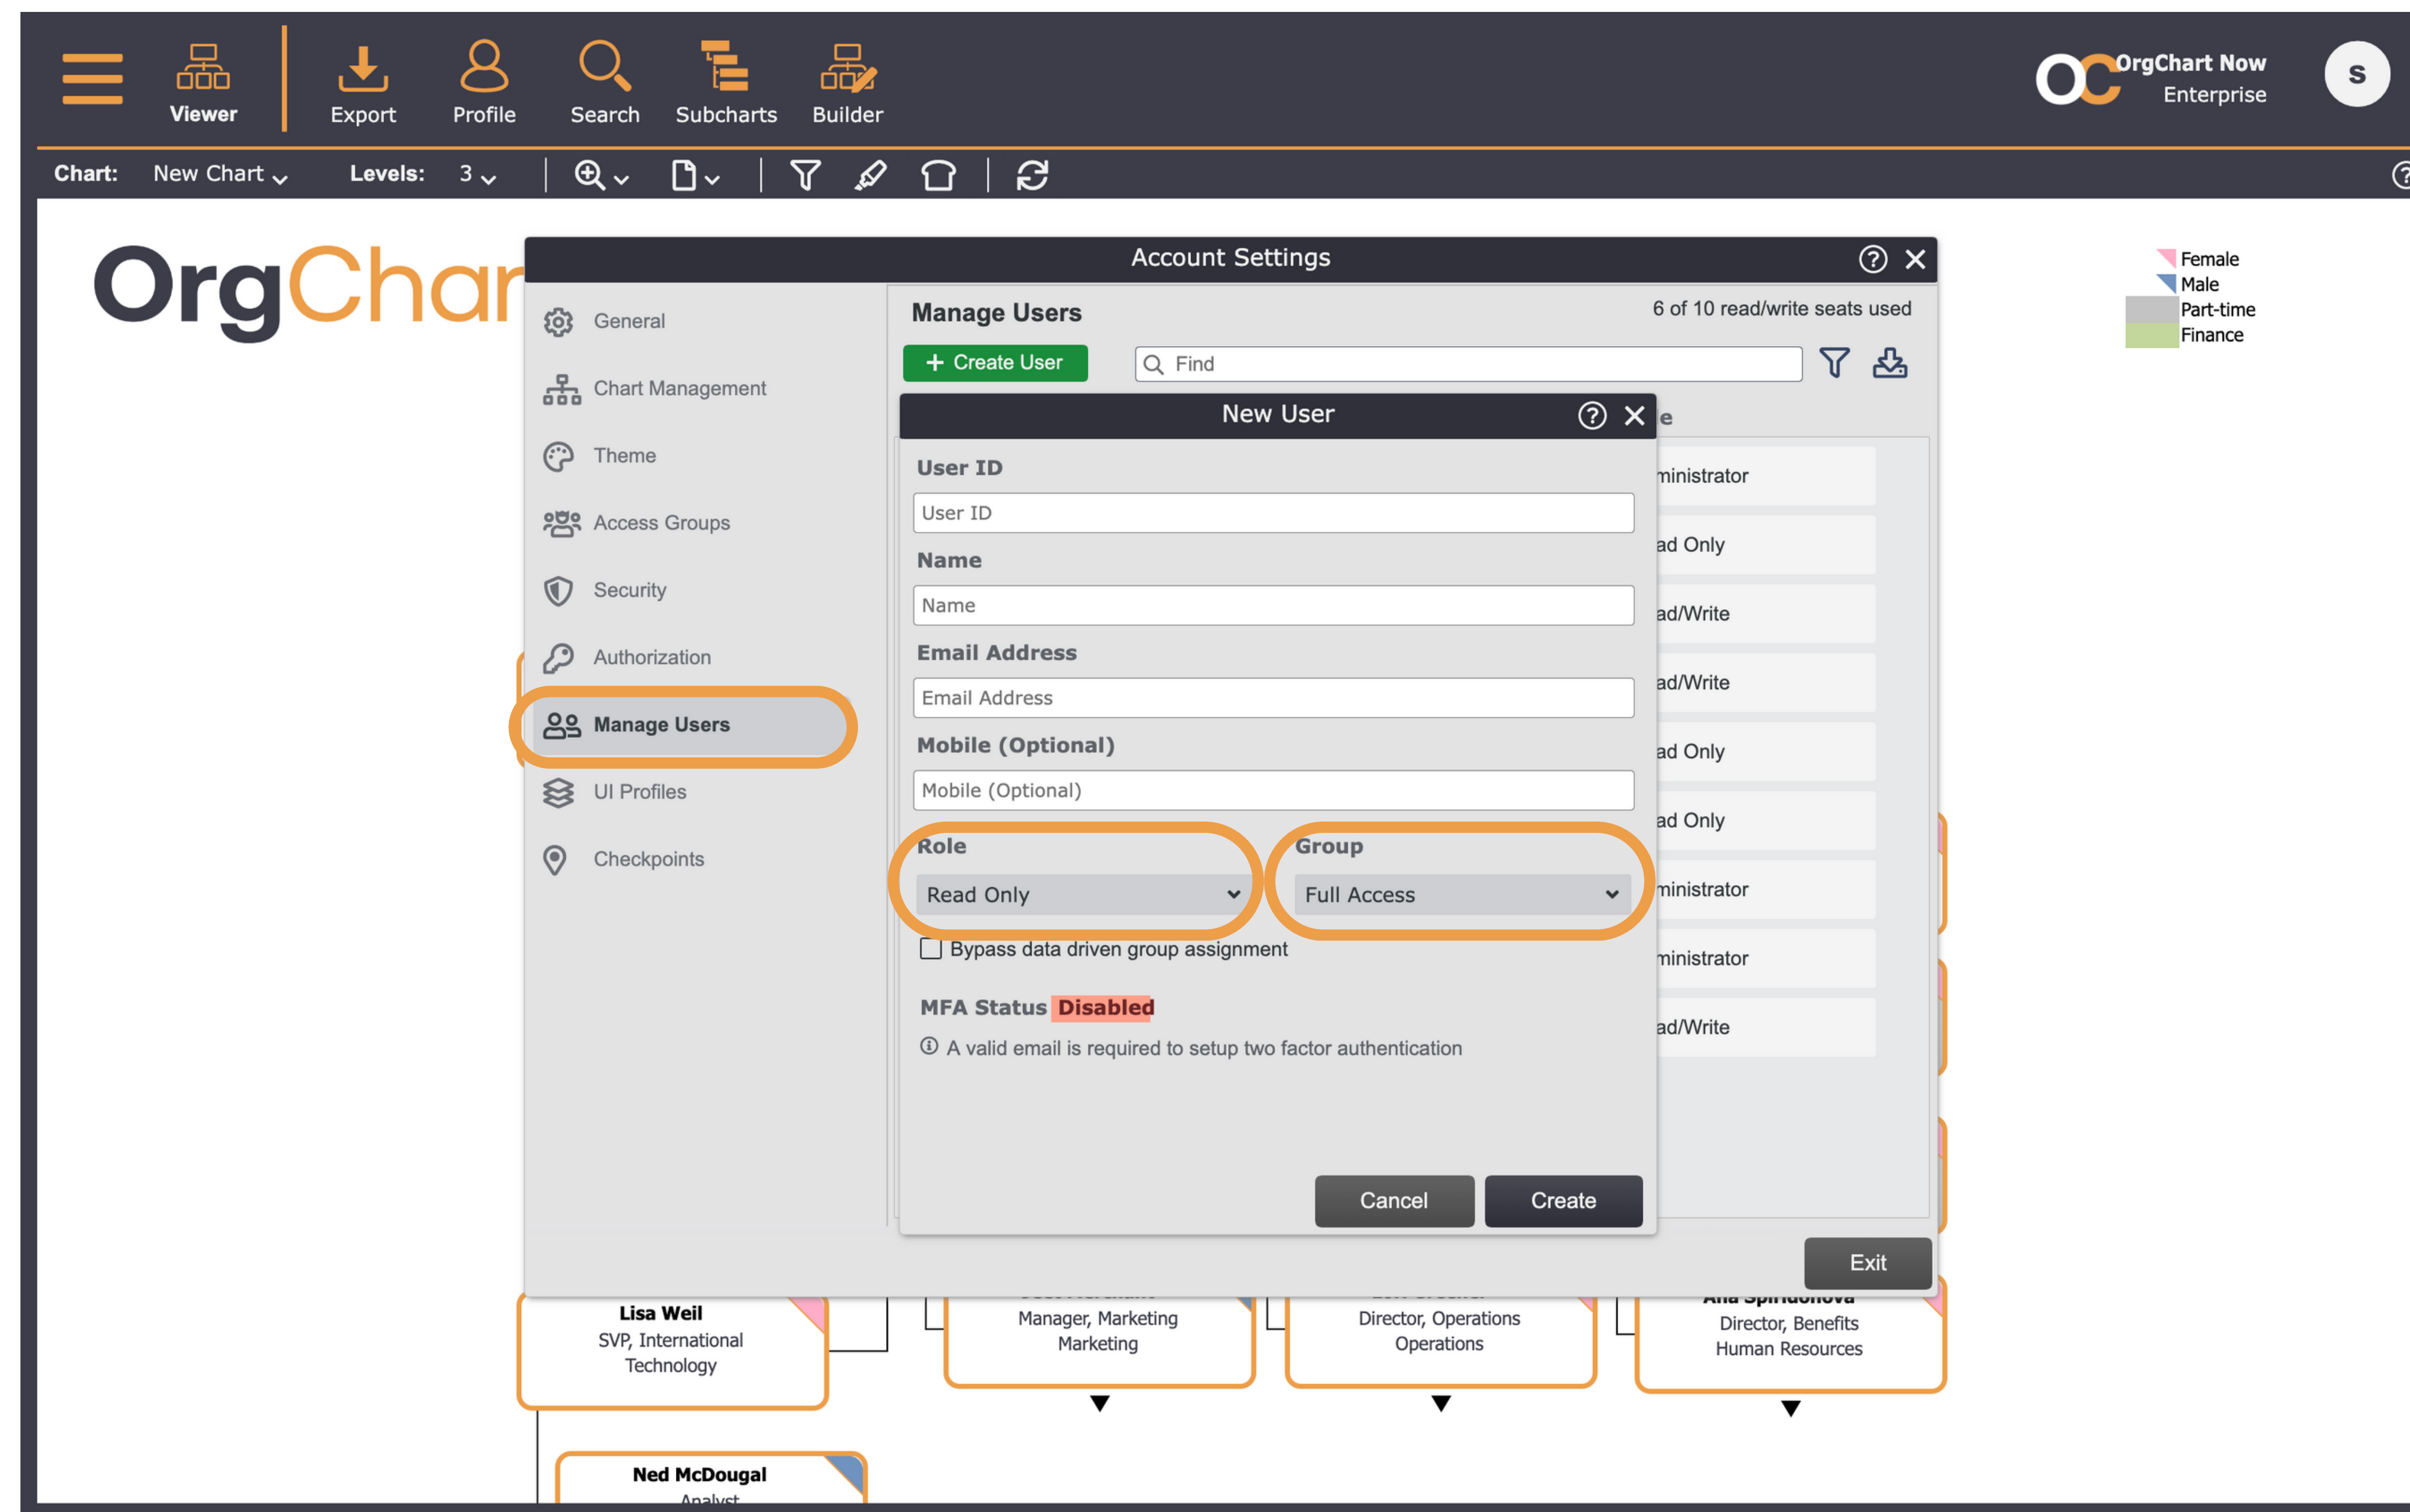 Viewer
Export
Profile
Search
Subcharts
Builder
OC
OrgChart Now
Enterprise
S
Chart: New Chart Levels: 3
OrgChar
Account Settings
General
Chart Management
Theme
Access Groups
Security
Authorization
Manage Users
UI Profiles
Checkpoints
Manage Users
6 of 10 read/write seats used
+ Create User
Find
New User
e
User ID
User ID
Name
Name
Email Address
Email Address
Mobile (Optional)
Mobile (Optional)
Role
Group
Read Only
Full Access
Bypass data driven group assignment
MFA Status Disabled
A valid email is required to setup two factor authentication
Cancel
Create
ministrator
ad Only
ad/Write
ad/Write
ad Only
ad Only
ministrator
ministrator
ad/Write
Exit
Female
Male
Part-time
Finance
Lisa Weil
SVP, International
Technology
Manager, Marketing
Marketing
Director, Operations
Operations
Ana Spiridonova
Director, Benefits
Human Resources
Ned McDougal
Analyst